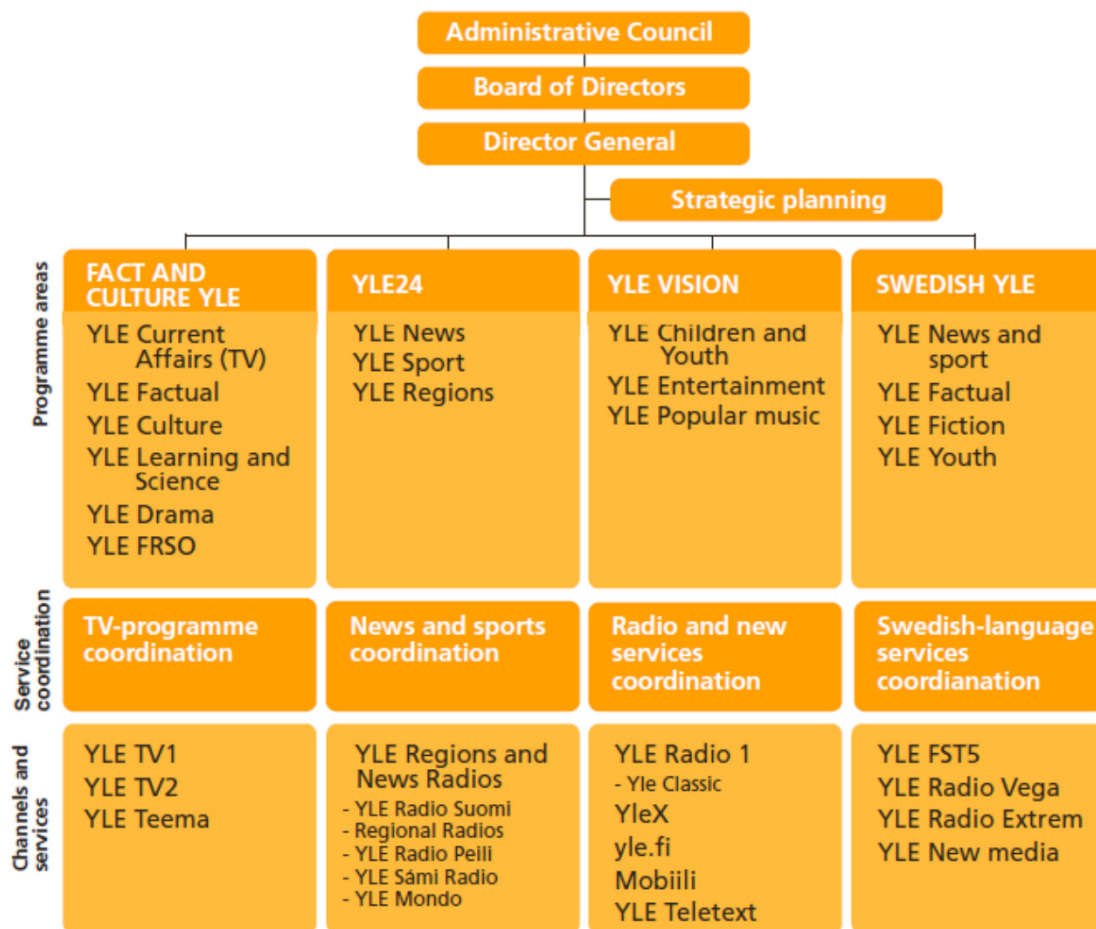 Administrative Council
Board of Directors
Director General
Strategic planning
Programme areas
FACT AND
CULTURE YLE
YLE Current
Affairs (TV)
YLE Factual
YLE Culture
YLE Learning and
Science
YLE Drama
YLE FRSO
YLE24
YLE News
YLE Sport
YLE Regions
YLE VISION
YLE Children and
Youth
YLE Entertainment
YLE Popular music
SWEDISH YLE
YLE News and
sport
YLE Factual
YLE Fiction
YLE Youth
Service
coordination
TV-programme
coordination
News and sports
coordination
Radio and new
services
coordination
Swedish-language
services
coordianation
Channels and
services
YLE TV1
YLE TV2
YLE Teema
YLE Regions and
News Radios
- YLE Radio Suomi
- Regional Radios
- YLE Radio Peili
- YLE Sámi Radio
- YLE Mondo
YLE Radio 1
- Yle Classic
YleX
yle.fi
Mobiili
YLE Teletext
YLE FST5
YLE Radio Vega
YLE Radio Extrem
YLE New media